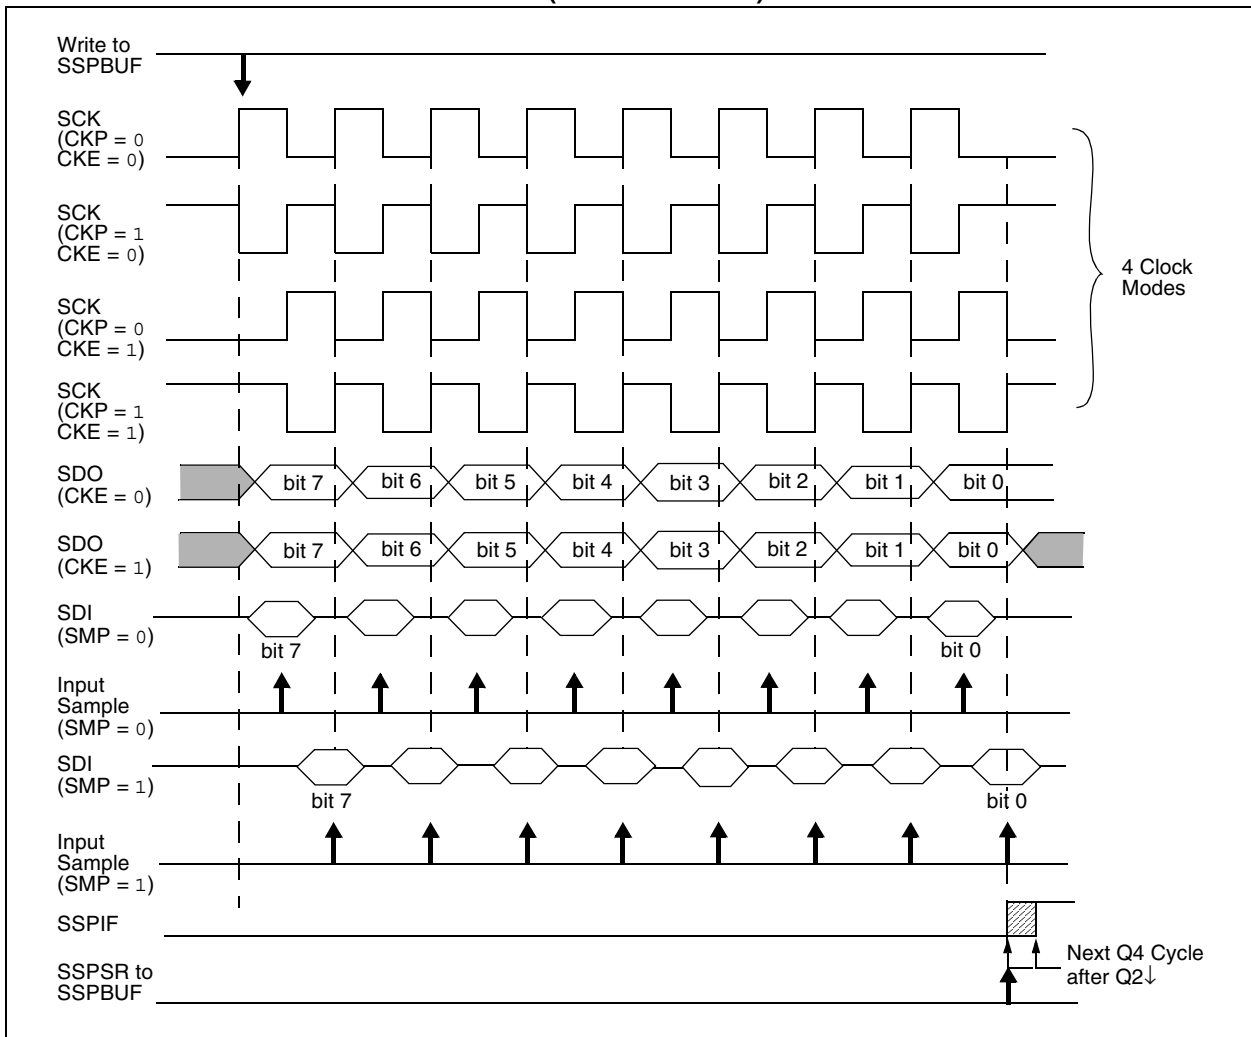 Write to
SSPBUF
SCK
(CKP = 0
CKE = 0)
SCK
(CKP = 1
CKE = 0)
SCK
(CKP = 0
CKE = 1)
SCK
(CKP = 1
CKE = 1)
4 Clock
Modes
SDO
(CKE = 0)
bit 7 bit 6 bit 5 bit 4 bit 3 bit 2 bit 1 bit 0
SDO
(CKE = 1)
bit 7 bit 6 bit 5 bit 4 bit 3 bit 2 bit 1 bit 0
SDI
(SMP = 0)
bit 7 bit 0
Input
Sample
(SMP = 0)
SDI
(SMP = 1)
bit 7 bit 0
Input
Sample
(SMP = 1)
SSPIF
SSPSR to
SSPBUF
Next Q4 Cycle
after Q2↓